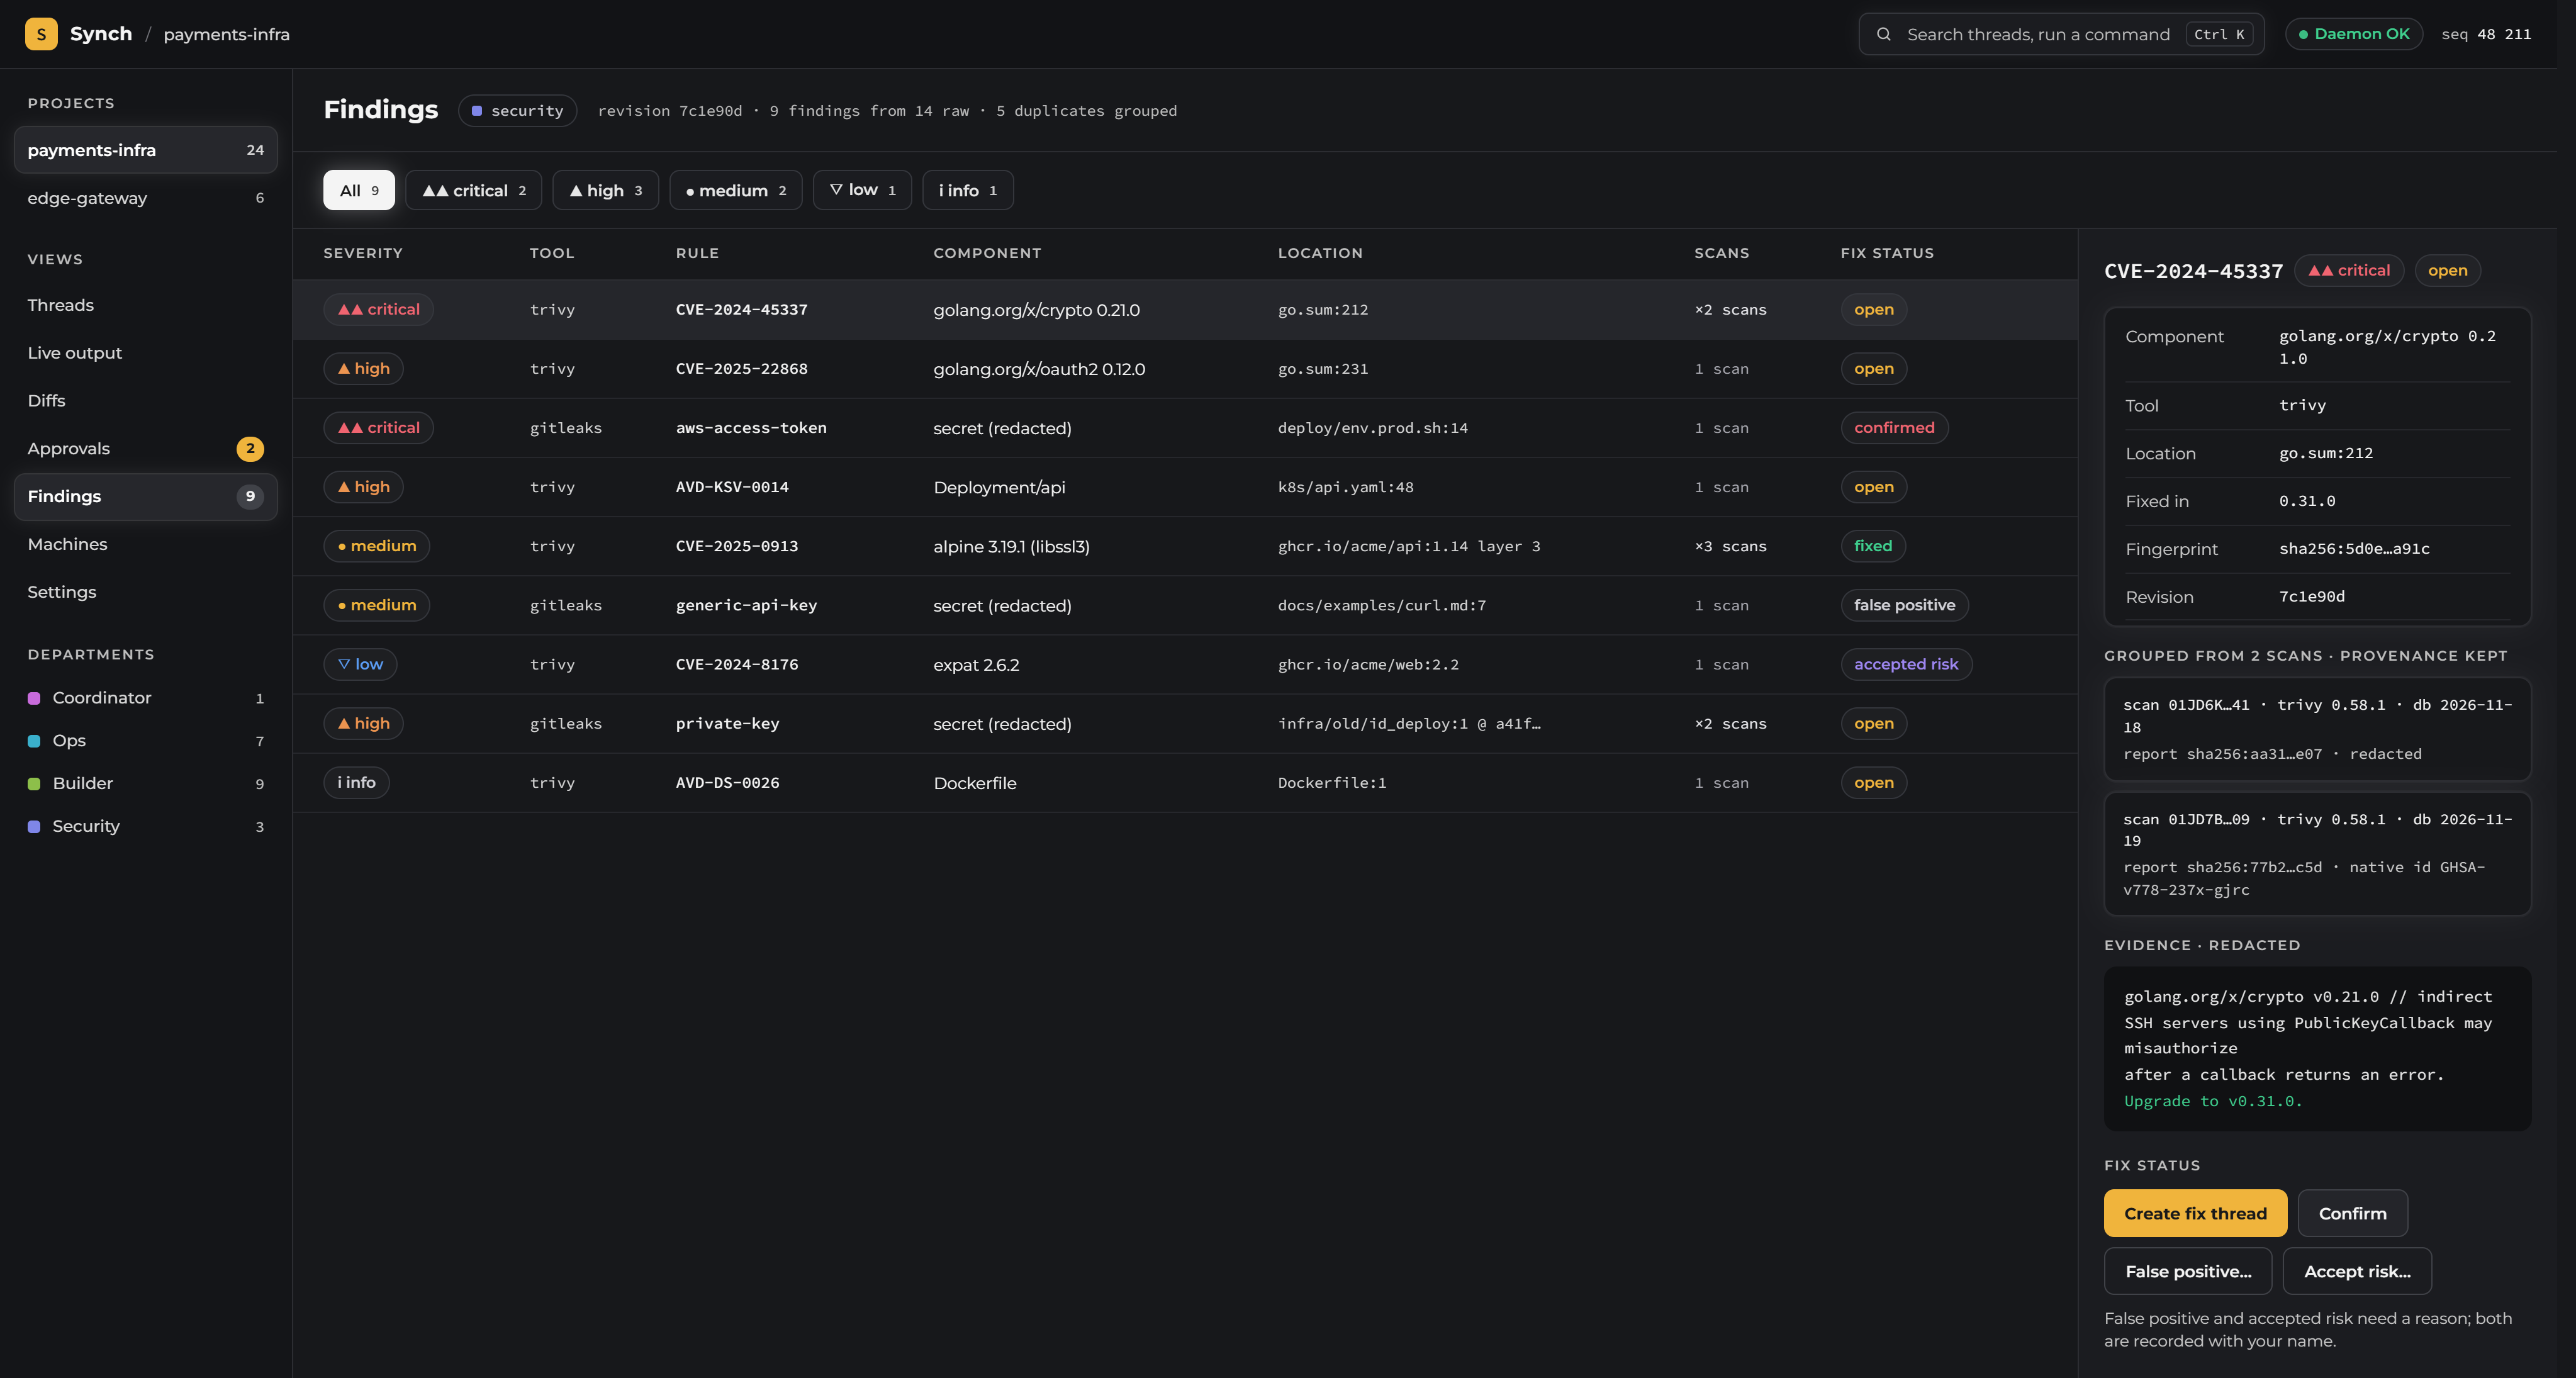 S Synch / payments-infra
Search threads, run a command Ctrl K
Daemon OK
seq 48 211
PROJECTS
payments-infra 24
edge-gateway 6
VIEWS
Threads
Live output
Diffs
Approvals 2
Findings 9
Machines
Settings
DEPARTMENTS
Coordinator 1
Ops 7
Builder 9
Security 3
Findings security revision 7c1e90d · 9 findings from 14 raw · 5 duplicates grouped
All 9 ▲▲ critical 2 ▲ high 3 ● medium 2 ▽ low 1 i info 1
SEVERITY TOOL RULE COMPONENT LOCATION SCANS FIX STATUS
▲▲ critical trivy CVE-2024-45337 golang.org/x/crypto 0.21.0 go.sum:212 ×2 scans open
▲ high trivy CVE-2025-22868 golang.org/x/oauth2 0.12.0 go.sum:231 1 scan open
▲▲ critical gitleaks aws-access-token secret (redacted) deploy/env.prod.sh:14 1 scan confirmed
▲ high trivy AVD-KSV-0014 Deployment/api k8s/api.yaml:48 1 scan open
● medium trivy CVE-2025-0913 alpine 3.19.1 (libssl3) ghcr.io/acme/api:1.14 layer 3 ×3 scans fixed
● medium gitleaks generic-api-key secret (redacted) docs/examples/curl.md:7 1 scan false positive
▽ low trivy CVE-2024-8176 expat 2.6.2 ghcr.io/acme/web:2.2 1 scan accepted risk
▲ high gitleaks private-key secret (redacted) infra/old/id_deploy:1 @ a41f… ×2 scans open
i info trivy AVD-DS-0026 Dockerfile Dockerfile:1 1 scan open
CVE-2024-45337 ▲▲ critical open
Component golang.org/x/crypto 0.2
1.0
Tool trivy
Location go.sum:212
Fixed in 0.31.0
Fingerprint sha256:5d0e…a91c
Revision 7c1e90d
GROUPED FROM 2 SCANS · PROVENANCE KEPT
scan 01JD6K…41 · trivy 0.58.1 · db 2026-11-
18
report sha256:aa31…e07 · redacted
scan 01JD7B…09 · trivy 0.58.1 · db 2026-11-
19
report sha256:77b2…c5d · native id GHSA-
v778-237x-gjrc
EVIDENCE · REDACTED
golang.org/x/crypto v0.21.0 // indirect
SSH servers using PublicKeyCallback may
misauthorize
after a callback returns an error.
Upgrade to v0.31.0.
FIX STATUS
Create fix thread Confirm
False positive… Accept risk…
False positive and accepted risk need a reason; both
are recorded with your name.